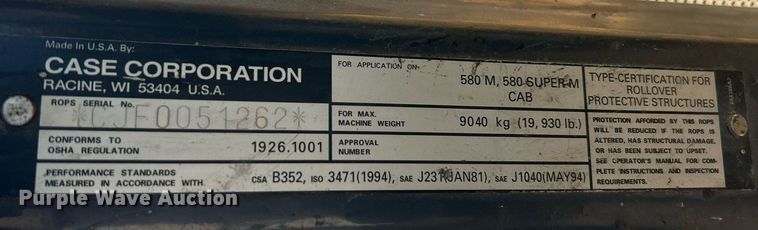 Made in U.S.A. By:
CASE CORPORATION
RACINE, WI 53404 U.S.A.
ROPS SERIAL No.
*CJF0051262*
CONFORMS TO
OSHA REGULATION 1926.1001
FOR APPLICATION ON:
580 M, 580 SUPER M
CAB
FOR MAX.
MACHINE WEIGHT 9040 kg (19,930 lb.)
APPROVAL
NUMBER
PERFORMANCE STANDARDS
MEASURED IN ACCORDANCE WITH: CSA B352, ISO 3471(1994), SAE J231(JAN81), SAE J1040(MAY94)
TYPE-CERTIFICATION FOR
ROLLOVER
PROTECTIVE STRUCTURES
PROTECTION AFFORDED BY THIS ROPS
WILL BE REDUCED IF THE ROPS IS
ALTERED, HAS STRUCTURAL DAMAGE,
OR HAS BEEN SUBJECT TO UPSET.
SEE OPERATOR'S MANUAL FOR COM-
PLETE INSTRUCTIONS AND INSPECTION
REQUIREMENTS.
Purple Wave Auction